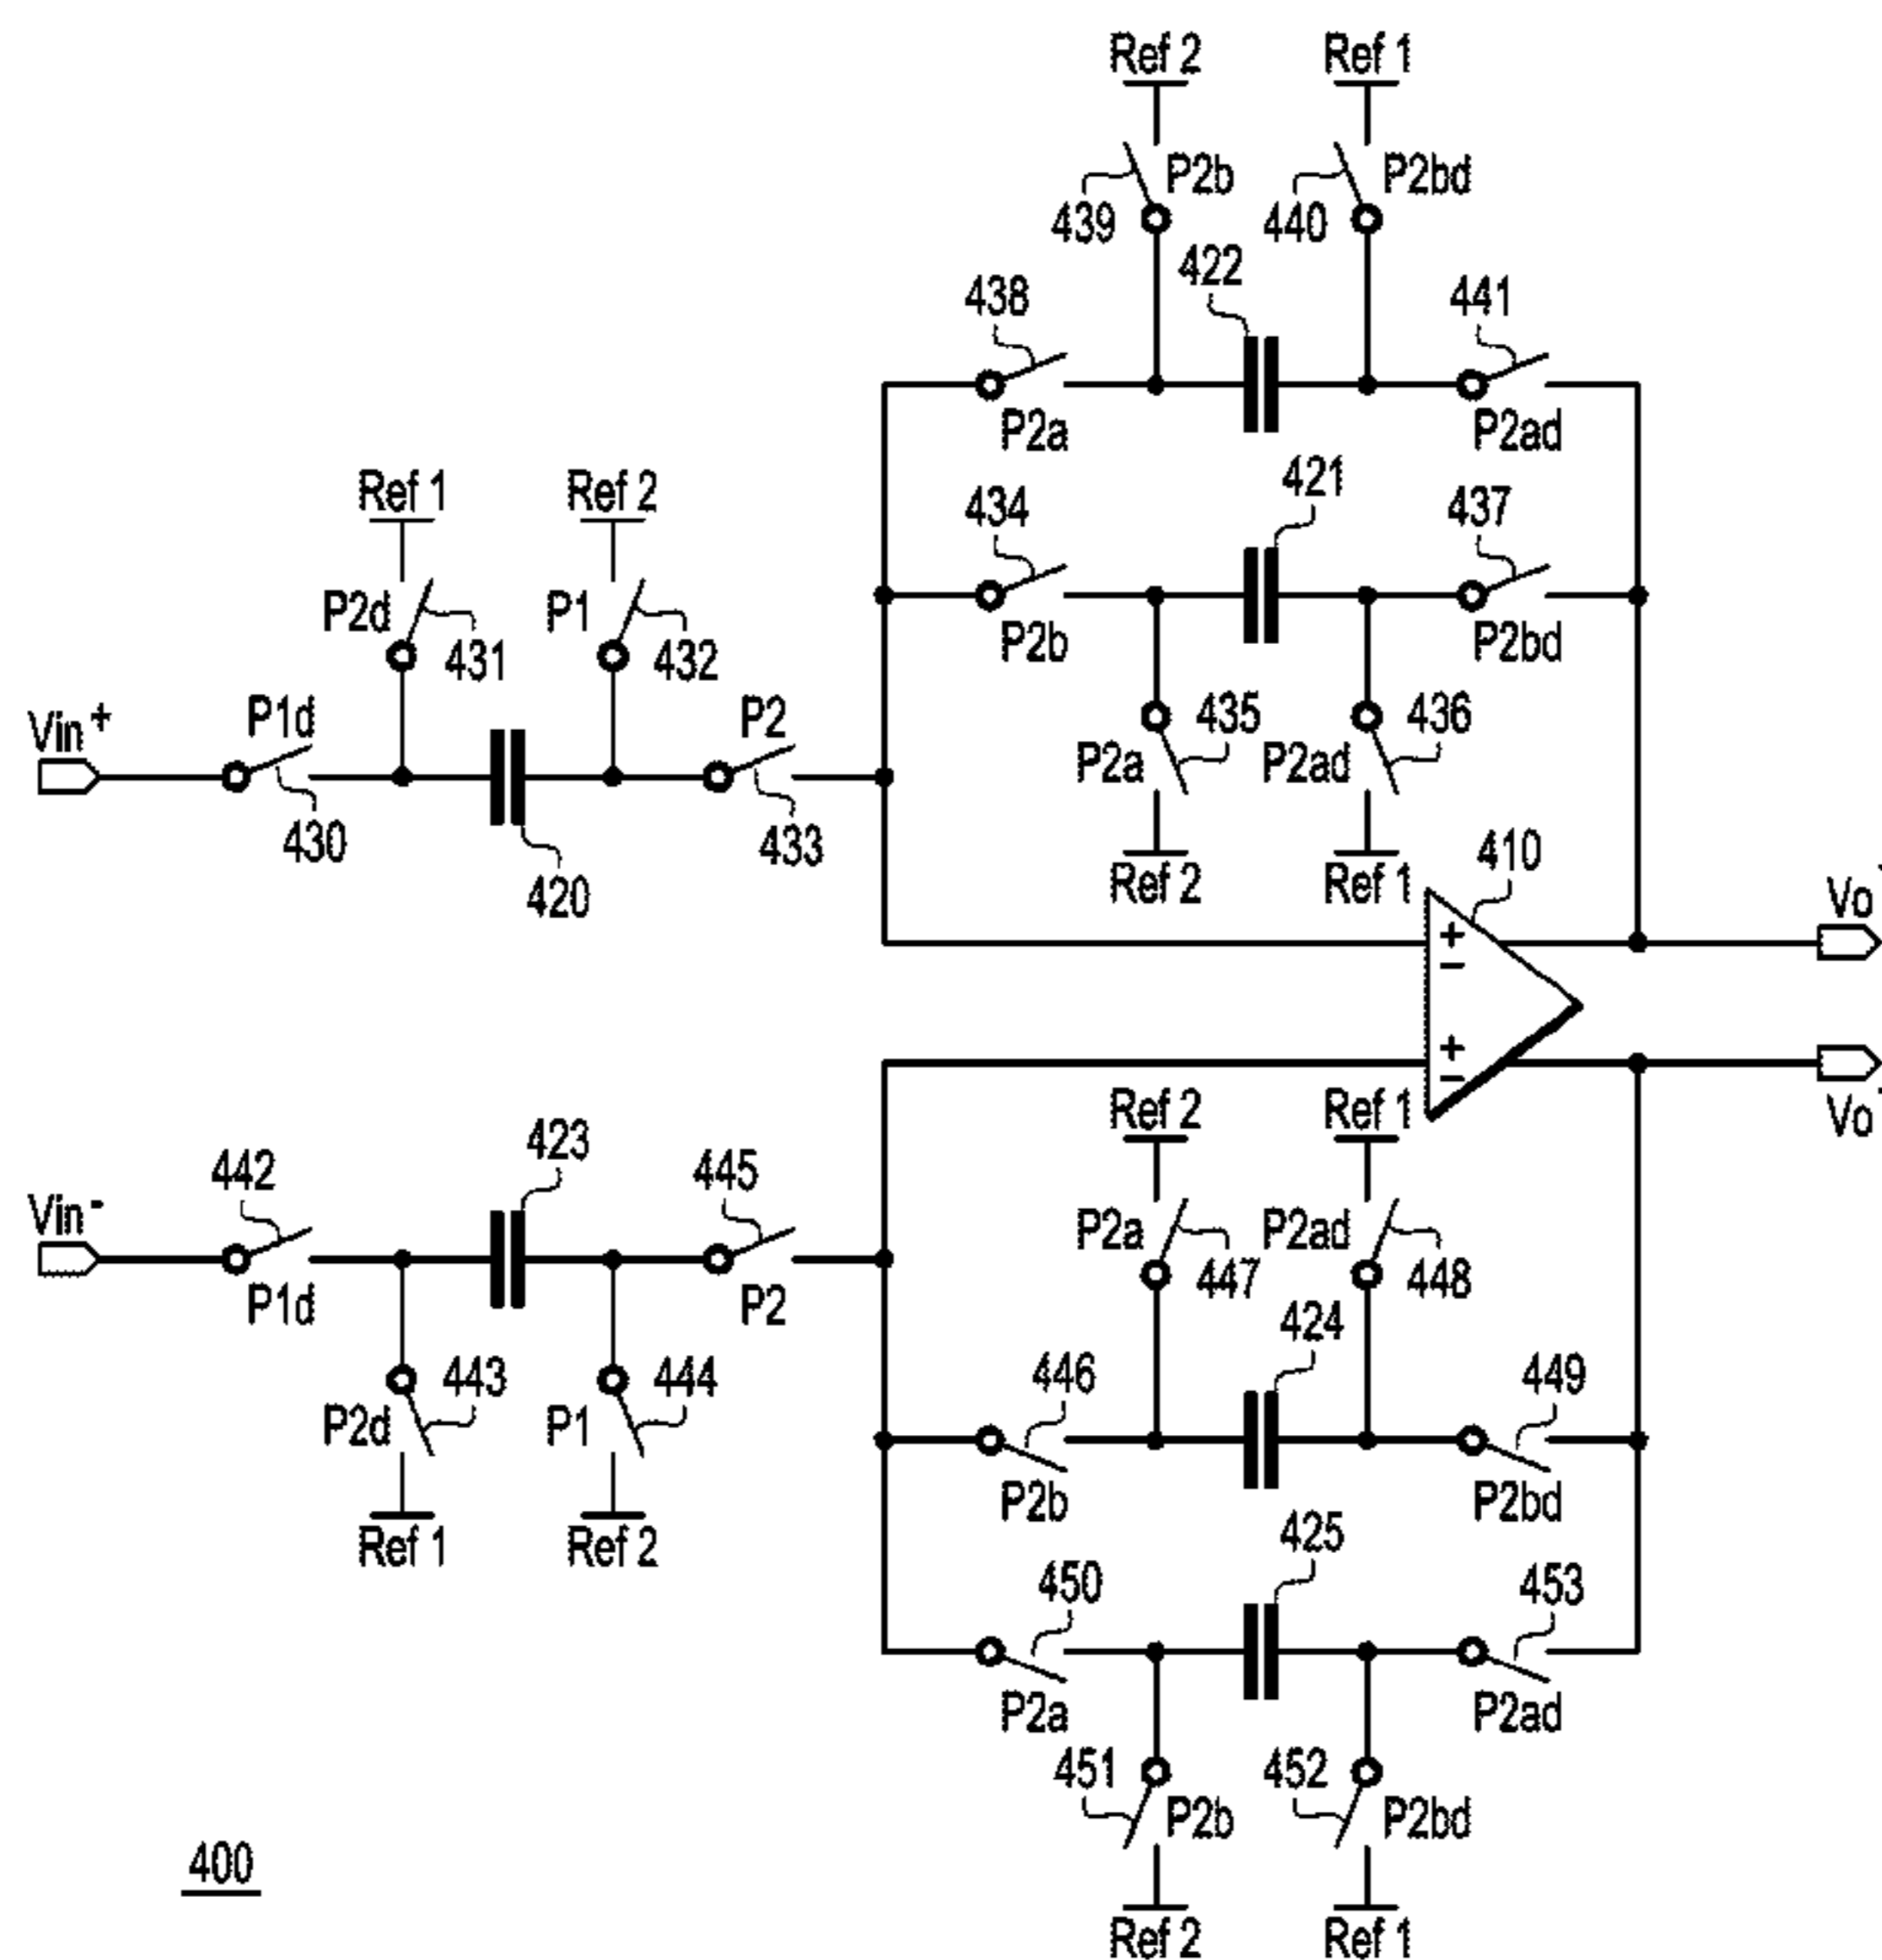 Ref 2 Ref 1
P2b P2bd
439 440
422
438 441
P2a P2ad
Ref 1 Ref 2
421
434 437
P2d P1
431 432
P2b P2bd
Vin+ P1d P2
435 436
P2a P2ad
430 433
420
Ref 2 Ref 1
410
Vo
+
-
+
-
Vo
Ref 2 Ref 1
423
442 445
Vin-
P2a P2ad
447 448
P1d P2
424
443 444
446 449
P2d P1
P2b P2bd
Ref 1 Ref 2
425
450 453
P2a P2ad
451 452
P2b P2bd
400
Ref 2 Ref 1